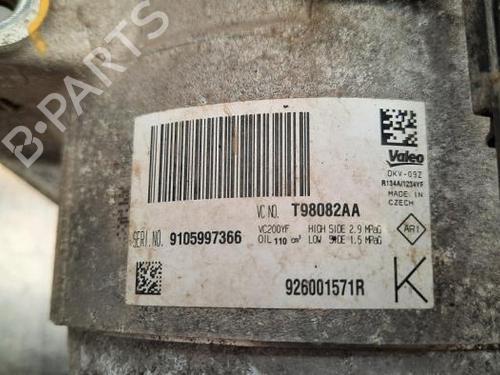 B-PARTS
Valeo
DKV-09Z
R134A/1234YF
MADE IN
CZECH
VC NO. T98082AA
SERI.NO. 9105997366
VC200YF HIGH SIDE 2.9 MPaG
OIL 110 cm³ LOW SIDE 1.5 MPaG
AR1
926001571R
K